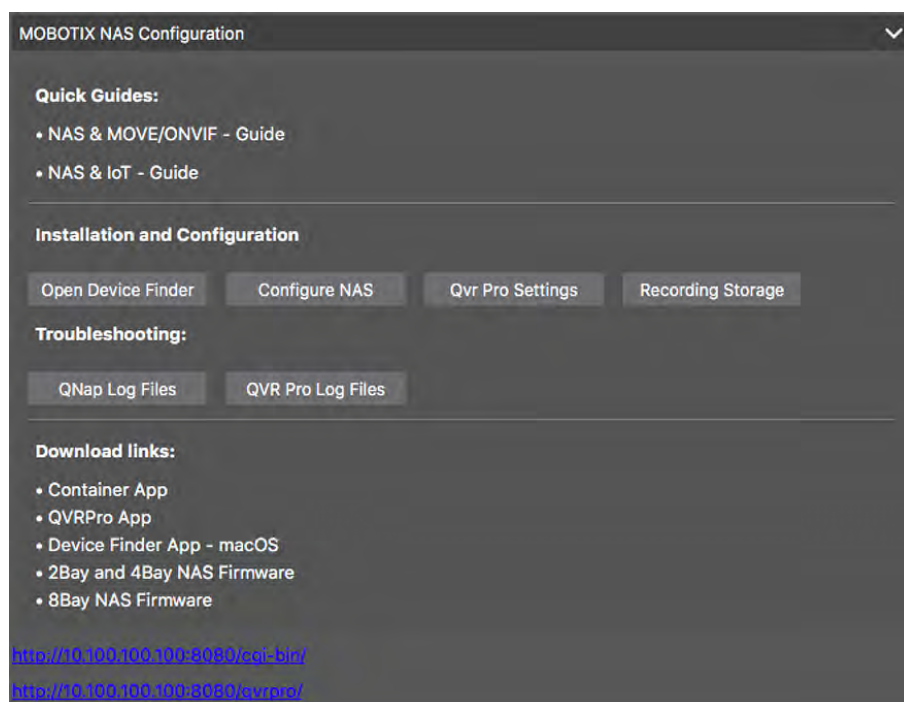 MOBOTIX NAS Configuration
Quick Guides:
• NAS & MOVE/ONVIF - Guide
• NAS & IoT - Guide
Installation and Configuration
Open Device Finder Configure NAS Qvr Pro Settings Recording Storage
Troubleshooting:
QNap Log Files QVR Pro Log Files
Download links:
• Container App
• QVRPro App
• Device Finder App - macOS
• 2Bay and 4Bay NAS Firmware
• 8Bay NAS Firmware
http://10.100.100.100:8080/cgi-bin/
http://10.100.100.100:8080/qvrpro/